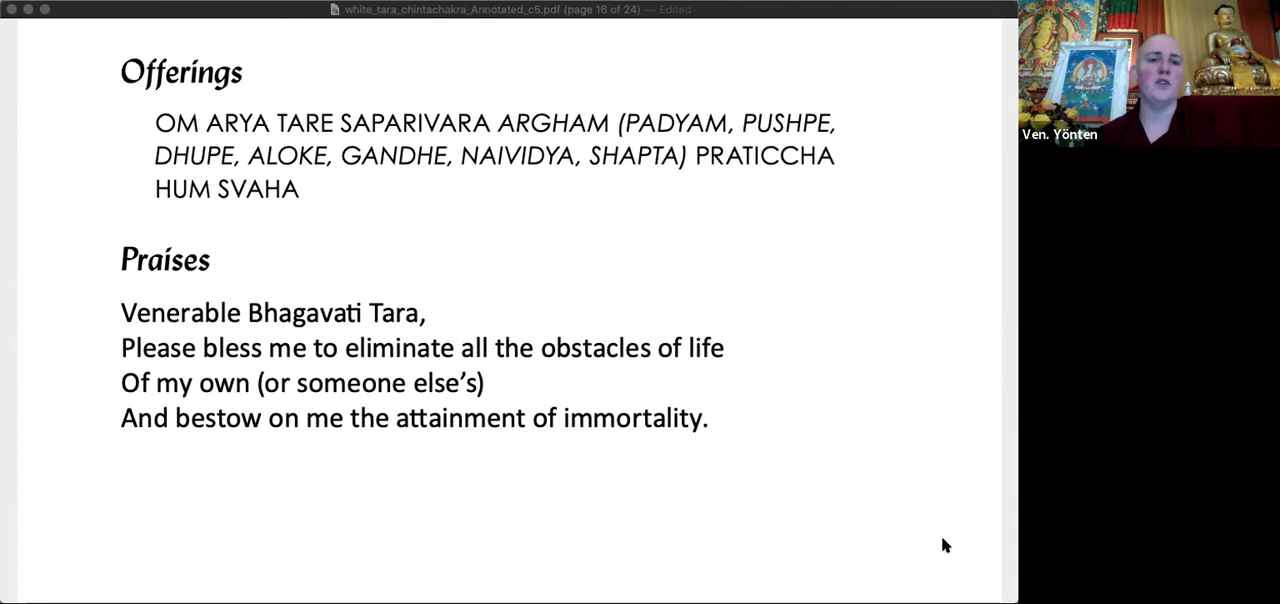 white_tara_chintachakra_Annotated_c5.pdf (page 16 of 24) — Edited
Offerings
OM ARYA TARE SAPARIVARA ARGHAM (PADYAM, PUSHPE,
DHUPE, ALOKE, GANDHE, NAIVIDYA, SHAPTA) PRATICCHA
HUM SVAHA
Praises
Venerable Bhagavati Tara,
Please bless me to eliminate all the obstacles of life
Of my own (or someone else’s)
And bestow on me the attainment of immortality.
Ven. Yönten